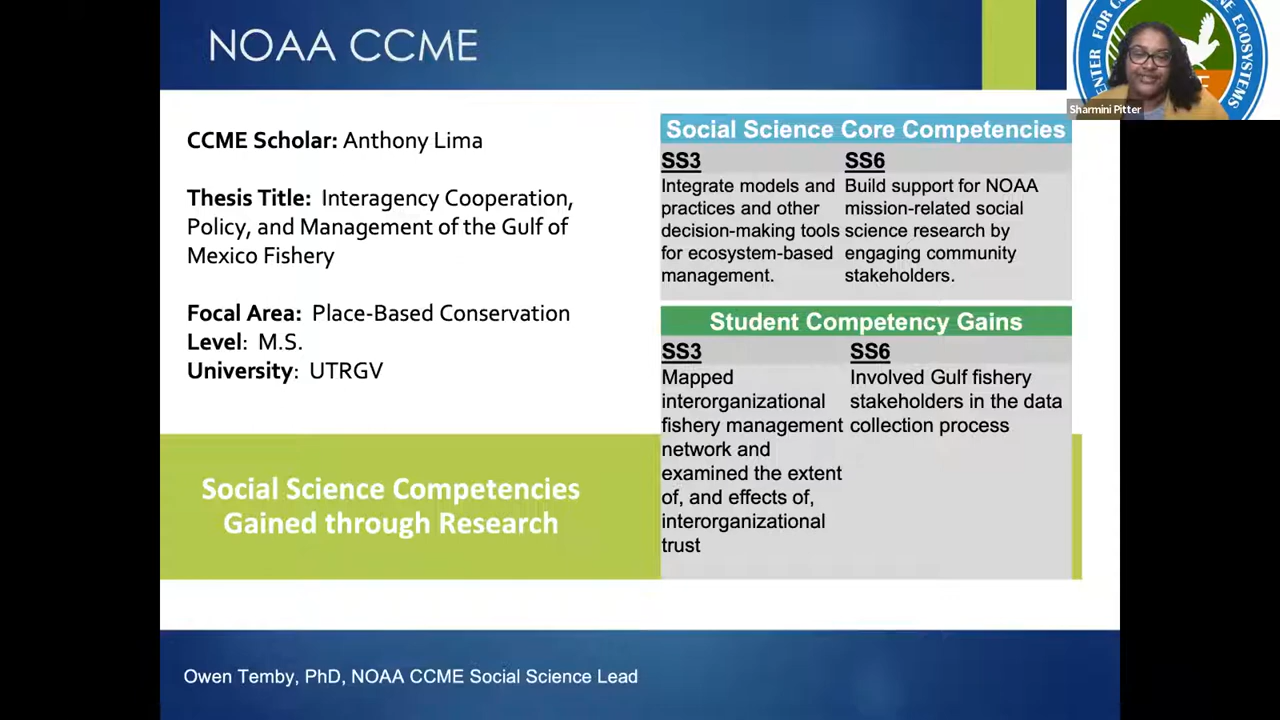 NOAA CCME
CENTER FOR CO
NE ECOSYSTEMS
Sharmini Pitter
CCME Scholar: Anthony Lima
Thesis Title: Interagency Cooperation,
Policy, and Management of the Gulf of
Mexico Fishery
Focal Area: Place-Based Conservation
Level: M.S.
University: UTRGV
Social Science Competencies
Gained through Research
Social Science Core Competencies
SS3
Integrate models and
practices and other
decision-making tools
for ecosystem-based
management.
SS6
Build support for NOAA
mission-related social
science research by
engaging community
stakeholders.
Student Competency Gains
SS3
Mapped
interorganizational
fishery management
network and
examined the extent
of, and effects of,
interorganizational
trust
SS6
Involved Gulf fishery
stakeholders in the data
collection process
Owen Temby, PhD, NOAA CCME Social Science Lead